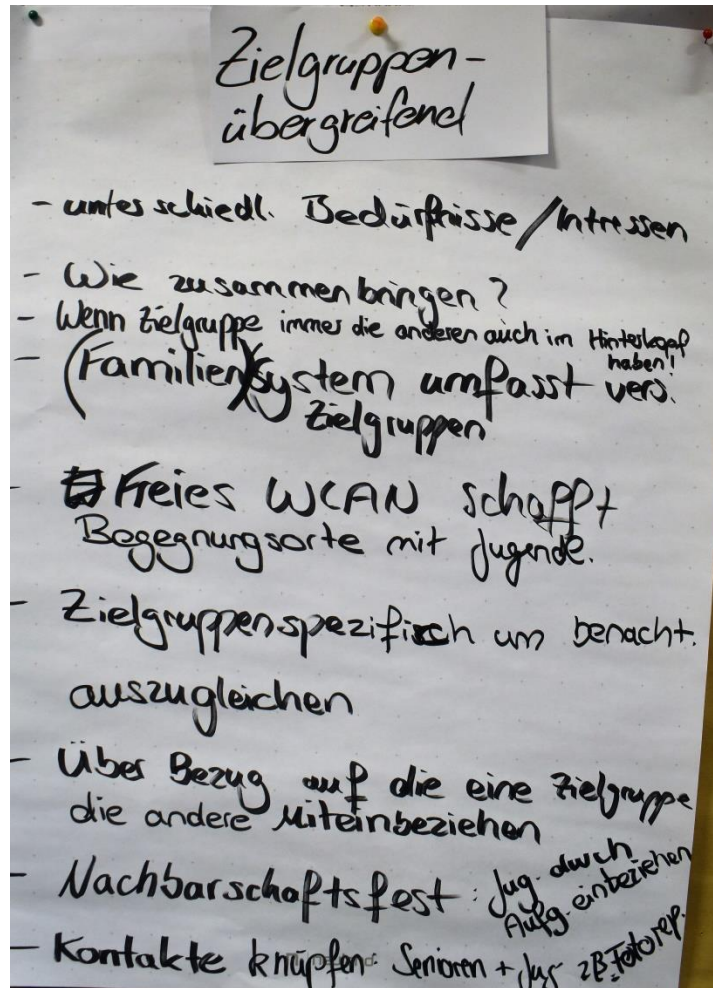 Zielgruppen-
übergreifend
- unterschiedl. Bedürfnisse/Intressen
- Wie zusammenbringen?
- Wenn Zielgruppe immer die anderen auch im Hinterkopf
haben!
- (Familien)(system umfasst vers.
Zielgruppen
- Freies WLAN schafft
Begegnungsorte mit Jugende.
- Zielgruppenspezifisch um benacht.
auszugleichen
- Über Bezug auf die eine Zielgruppe
die andere Miteinbeziehen
- Nachbarschaftsfest: Jug. durch
Aufg. einbeziehen
- Kontakte knüpfen Senioren + Jug zB. Fotorep.